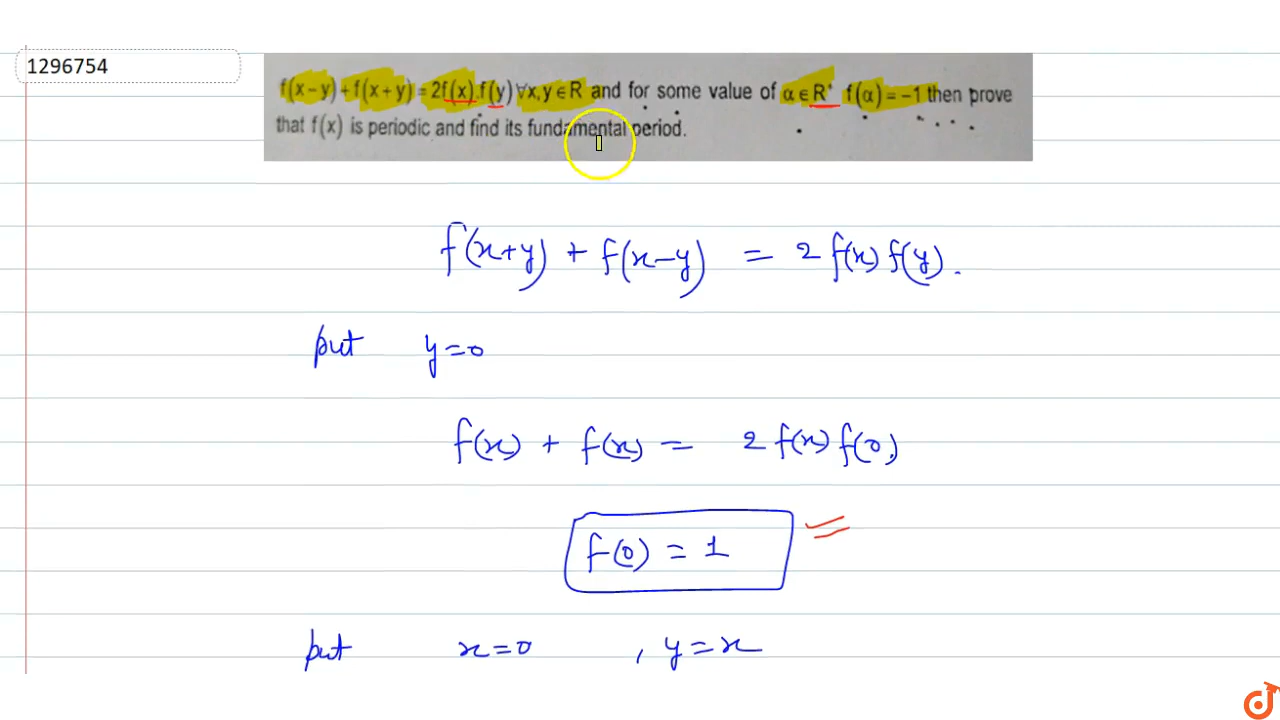 1296754
f(x−y)+f(x+y)=2f(x).f(y)∀x,y∈R and for some value of α∈R⁺ f(α)=−1 then prove
that f(x) is periodic and find its fundamental period.
f(x+y) + f(x−y) = 2 f(x) f(y).
put y=0
f(x) + f(x) = 2 f(x) f(0)
f(0) = 1
put x=0 , y=x